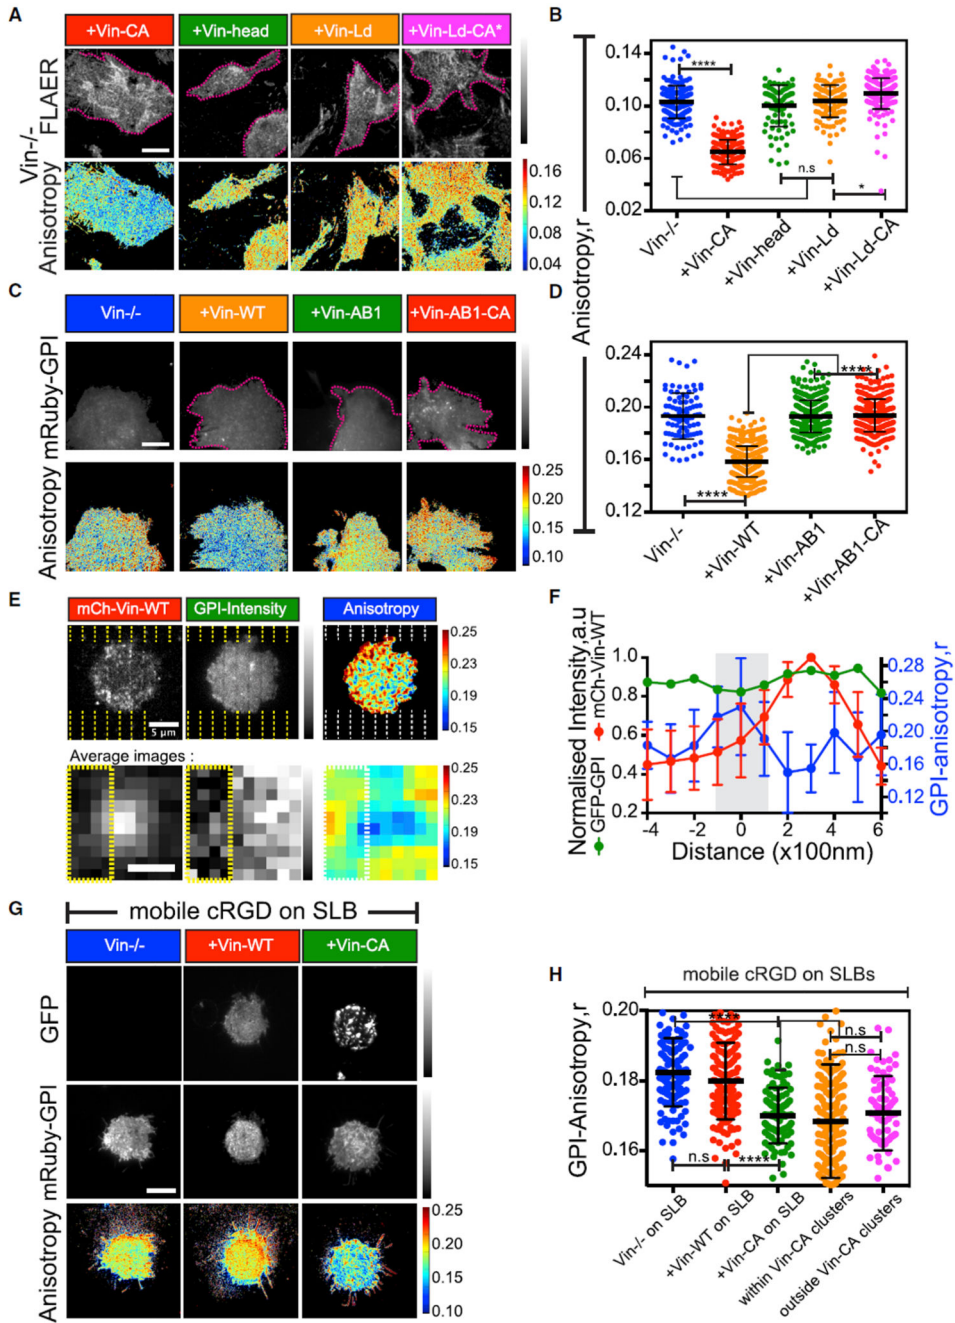 A
+Vin-CA
+Vin-head
+Vin-Ld
+Vin-Ld-CA*
Vin-/-
FLAER
Anisotropy
0.16
0.12
0.08
0.04
B
Anisotropy,r
0.14
0.10
0.06
0.02
****
n.s
*
Vin-/-
+Vin-CA
+Vin-head
+Vin-Ld
+Vin-Ld-CA
C
Vin-/-
+Vin-WT
+Vin-AB1
+Vin-AB1-CA
mRuby-GPI
Anisotropy
0.25
0.20
0.15
0.10
D
0.24
0.20
0.16
0.12
****
****
Vin-/-
+Vin-WT
+Vin-AB1
+Vin-AB1-CA
E
mCh-Vin-WT
GPI-Intensity
Anisotropy
5 μm
0.25
0.23
0.19
0.15
Average images :
0.25
0.23
0.19
0.15
F
Normalised Intensity,a.u
GFP-GPI
mCh-Vin-WT
1.0
0.8
0.6
0.4
0.2
-4 -2 0 2 4 6
Distance (x100nm)
0.28
0.24
0.20
0.16
0.12
GPI-anisotropy,r
G
mobile cRGD on SLB
Vin-/-
+Vin-WT
+Vin-CA
GFP
mRuby-GPI
Anisotropy
0.25
0.20
0.15
0.10
H
mobile cRGD on SLBs
GPI-Anisotropy,r
0.20
0.18
0.16
****
n.s
n.s
n.s
****
Vin-/- on SLB
+Vin-WT on SLB
+Vin-CA on SLB
within Vin-CA clusters
outside Vin-CA clusters